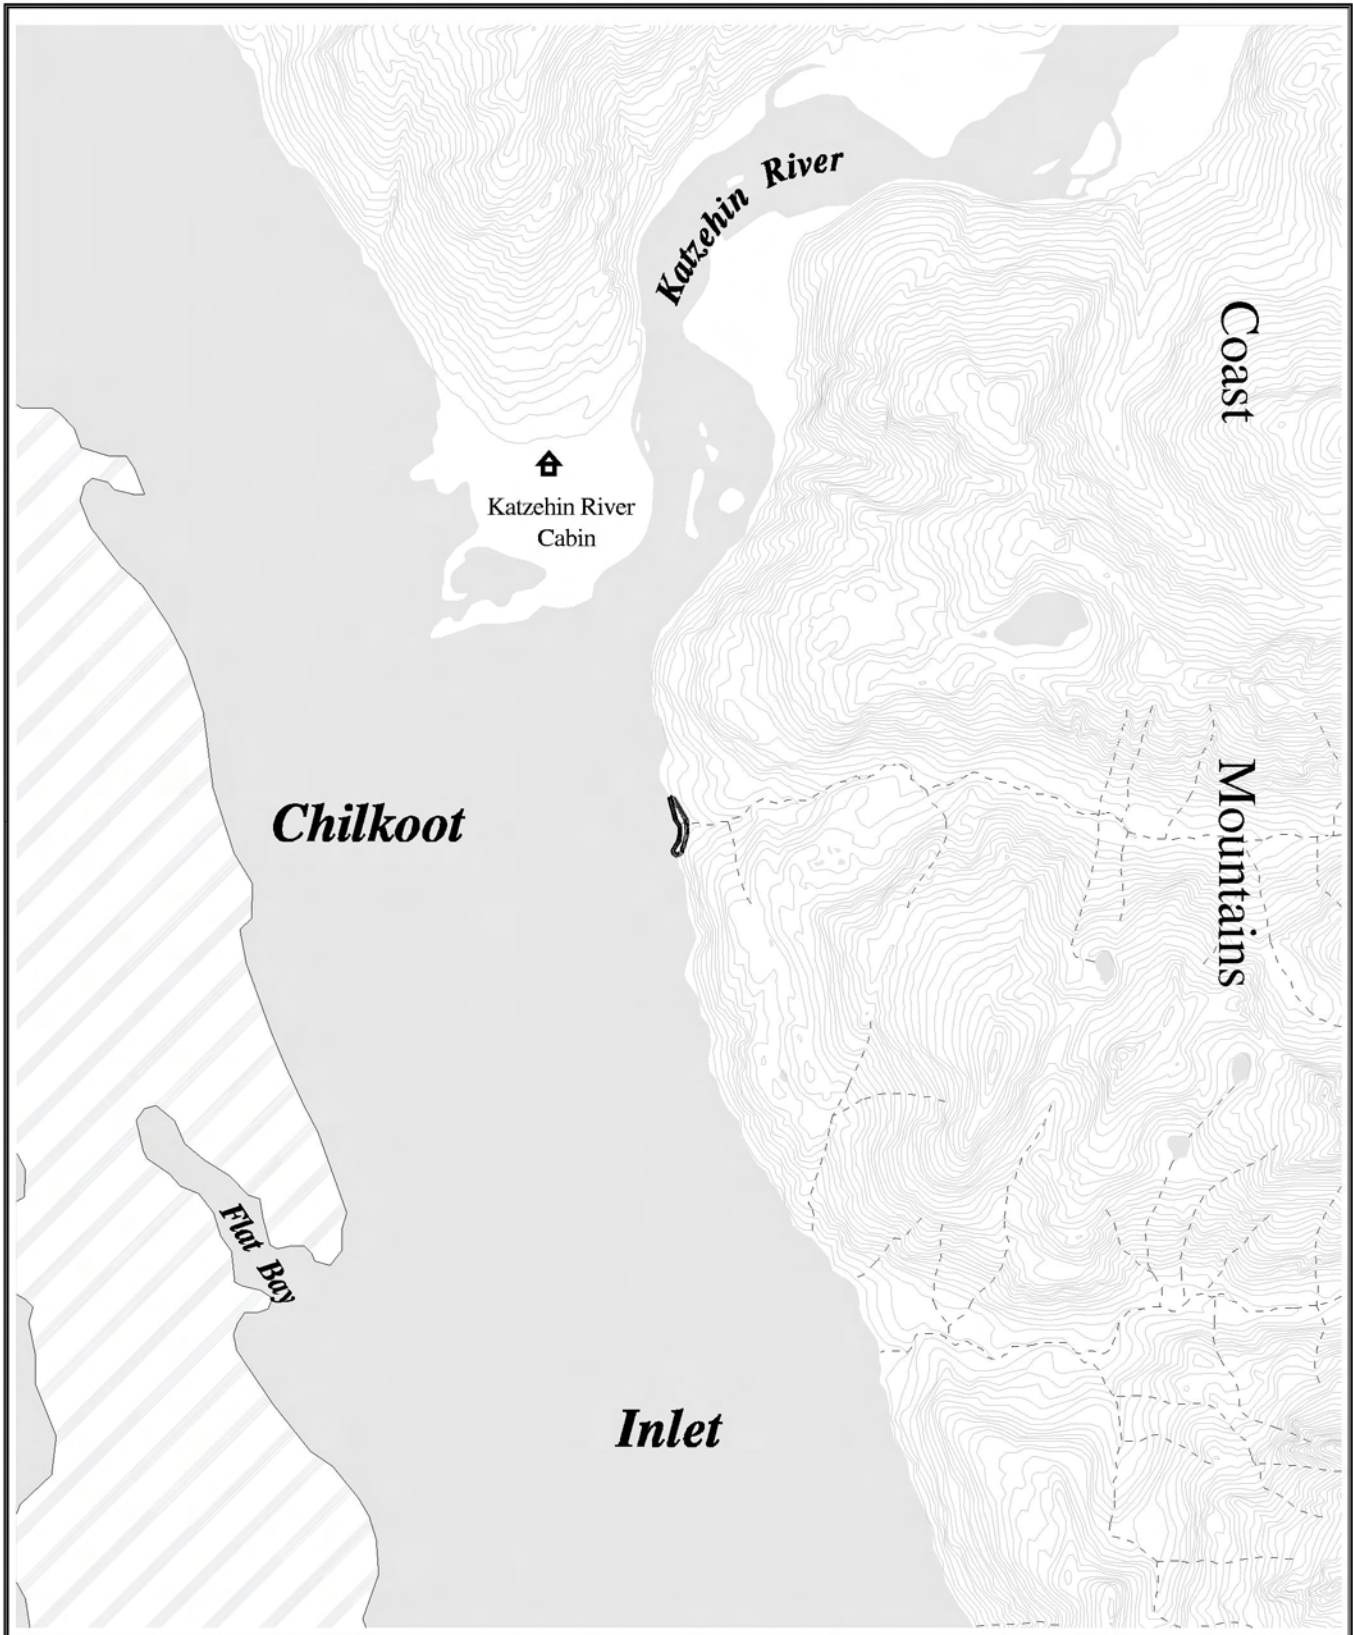 Katzehin River
Coast
Katzehin River
Cabin
Mountains
Chilkoot
Flat Bay
Inlet